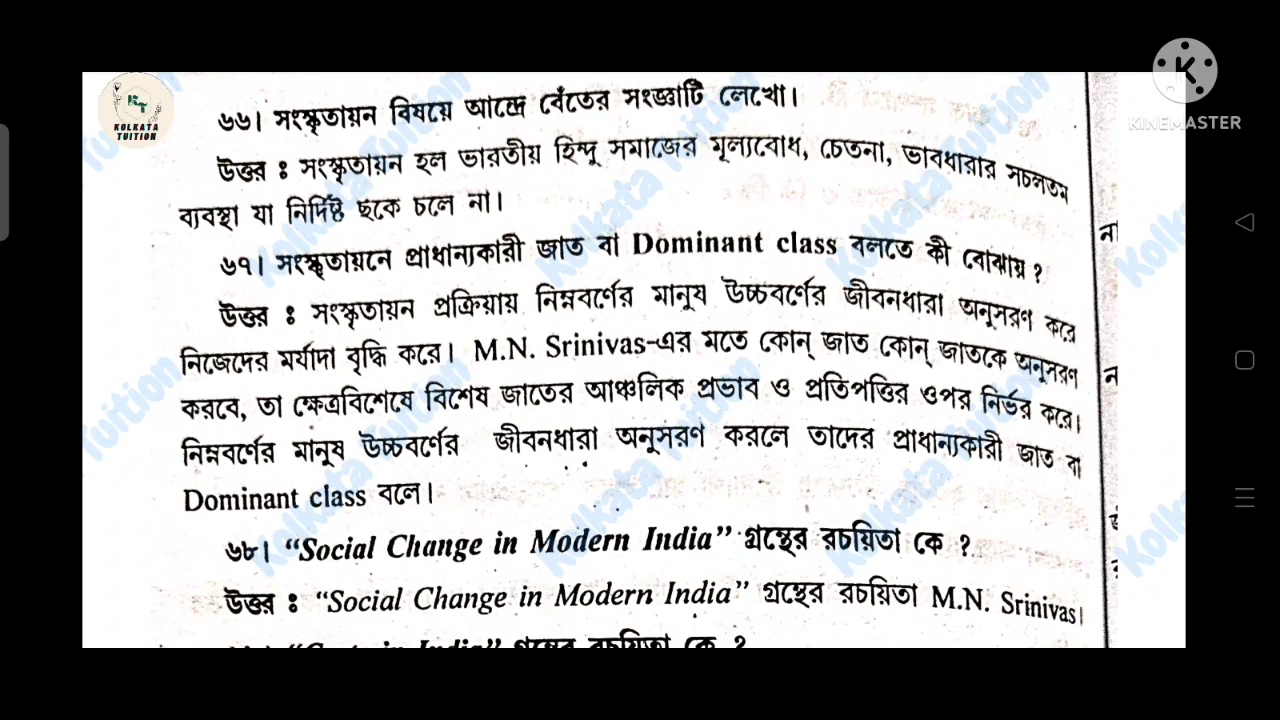 KOLKATA
TUITION
KINEMASTER
৬৬। সংস্কৃতায়ন বিষয়ে আন্দ্রে বেঁতের সংজ্ঞাটি লেখো।
উত্তর ঃ সংস্কৃতায়ন হল ভারতীয় হিন্দু সমাজের মূল্যবোধ, চেতনা, ভাবধারার সচলতম
ব্যবস্থা যা নির্দিষ্ট ছকে চলে না।
৬৭। সংস্কৃতায়নে প্রাধান্যকারী জাত বা Dominant class বলতে কী বোঝায় ?
উত্তর ঃ সংস্কৃতায়ন প্রক্রিয়ায় নিম্নবর্ণের মানুষ উচ্চবর্ণের জীবনধারা অনুসরণ করে
নিজেদের মর্যাদা বৃদ্ধি করে। M.N. Srinivas-এর মতে কোন্ জাত কোন্ জাতকে অনুসরণ
করবে, তা ক্ষেত্রবিশেষে বিশেষ জাতের আঞ্চলিক প্রভাব ও প্রতিপত্তির ওপর নির্ভর করে।
নিম্নবর্ণের মানুষ উচ্চবর্ণের জীবনধারা অনুসরণ করলে তাদের প্রাধান্যকারী জাত বা
Dominant class বলে।
৬৮। “Social Change in Modern India” গ্রন্থের রচয়িতা কে ?
উত্তর ঃ “Social Change in Modern India” গ্রন্থের রচয়িতা M.N. Srinivas।
গ্রন্থের রচয়িতা কে ?